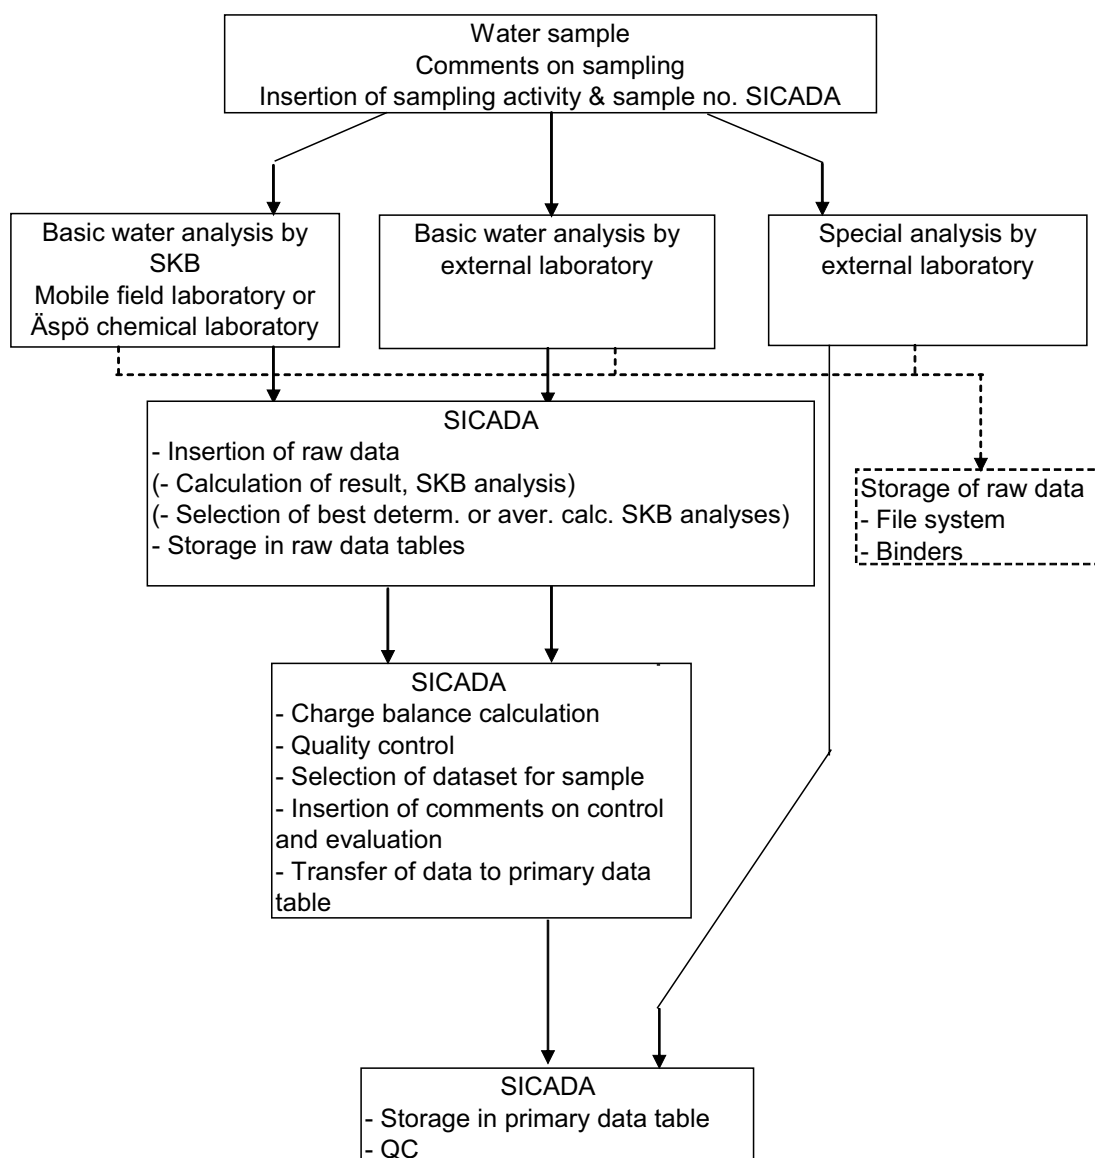 Water sample
Comments on sampling
Insertion of sampling activity & sample no. SICADA
Basic water analysis by
SKB
Mobile field laboratory or
Äspö chemical laboratory
Basic water analysis by
external laboratory
Special analysis by
external laboratory
SICADA
- Insertion of raw data
(- Calculation of result, SKB analysis)
(- Selection of best determ. or aver. calc. SKB analyses)
- Storage in raw data tables
Storage of raw data
- File system
- Binders
SICADA
- Charge balance calculation
- Quality control
- Selection of dataset for sample
- Insertion of comments on control
and evaluation
- Transfer of data to primary data
table
SICADA
- Storage in primary data table
- QC